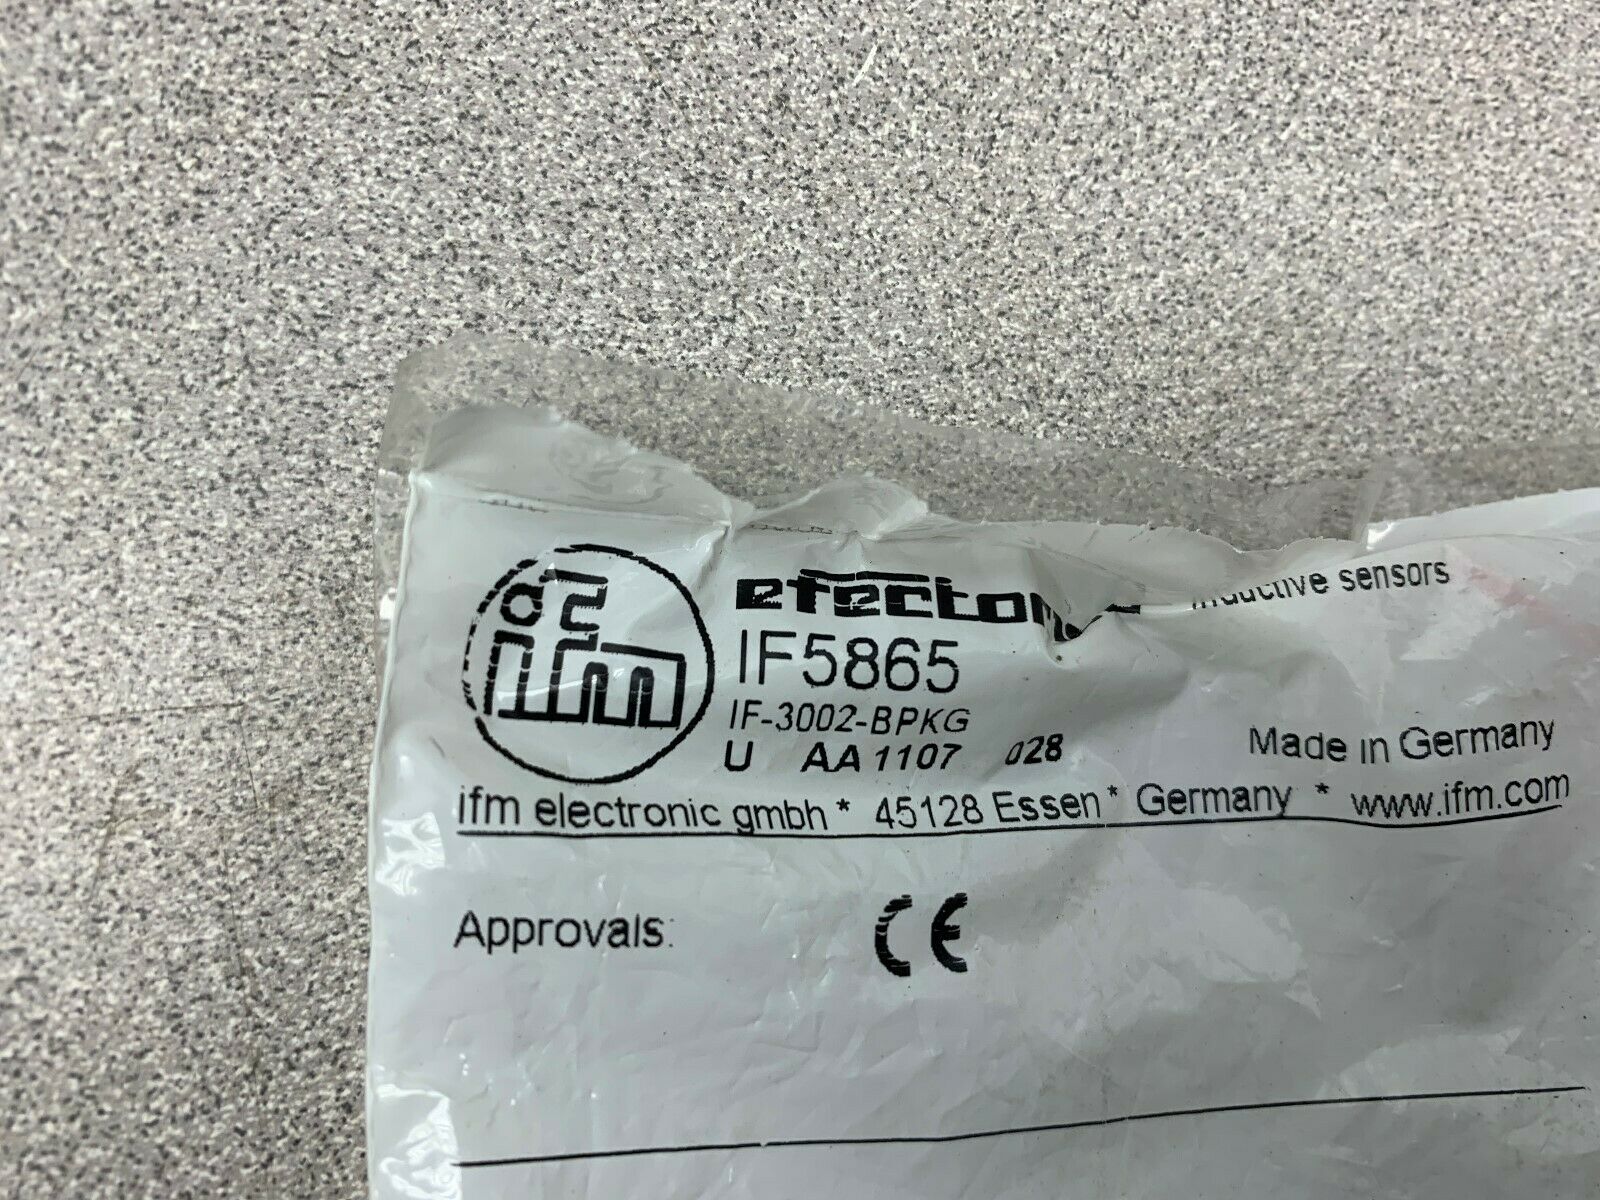 ifm
inductive sensors
IF5865
IF-3002-BPKG
U AA 1107 028
Made in Germany
ifm electronic gmbh * 45128 Essen * Germany * www.ifm.com
Approvals: CE